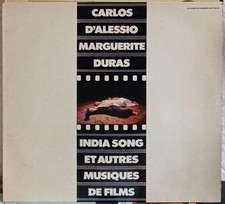 CARLOS
D'ALESSIO
MARGUERITE
DURAS
INDIA SONG
ET AUTRES
MUSIQUES
DE FILMS